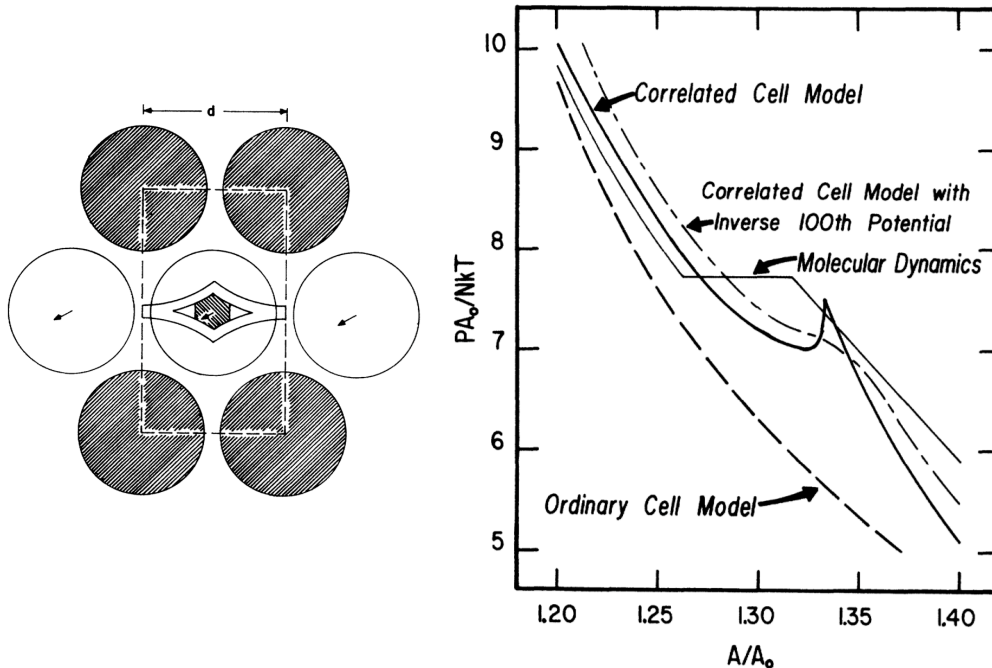 d
10
9
8
7
6
5
PA₀/NkT
Correlated Cell Model
Correlated Cell Model with
Inverse 100th Potential
Molecular Dynamics
Ordinary Cell Model
1.20 1.25 1.30 1.35 1.40
A/A₀